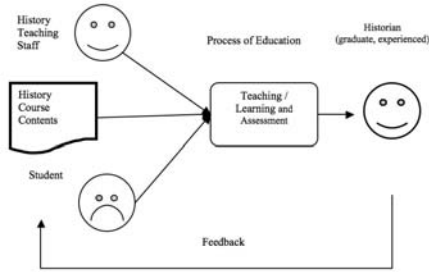 History
Teaching
Staff
Process of Education
Historian
(graduate, experienced)
History
Course
Contents
Teaching /
Learning and
Assessment
Student
Feedback